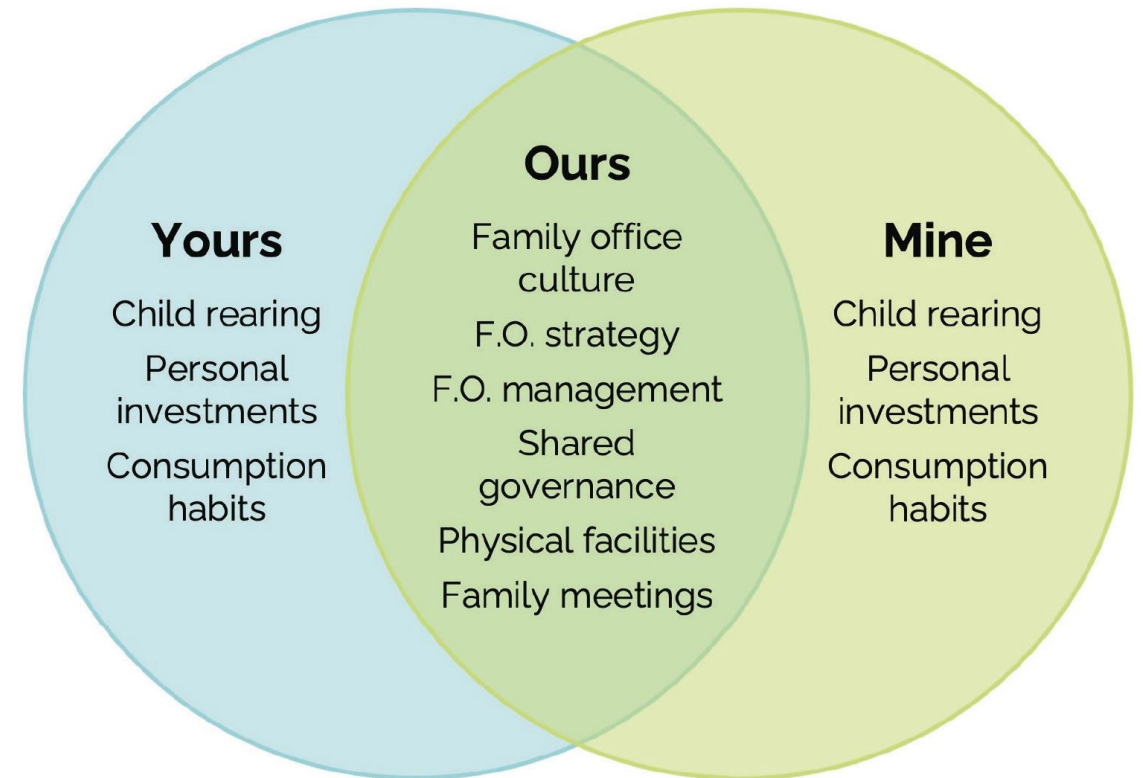 Yours
Child rearing
Personal
investments
Consumption
habits
Ours
Family office
culture
F.O. strategy
F.O. management
Shared
governance
Physical facilities
Family meetings
Mine
Child rearing
Personal
investments
Consumption
habits